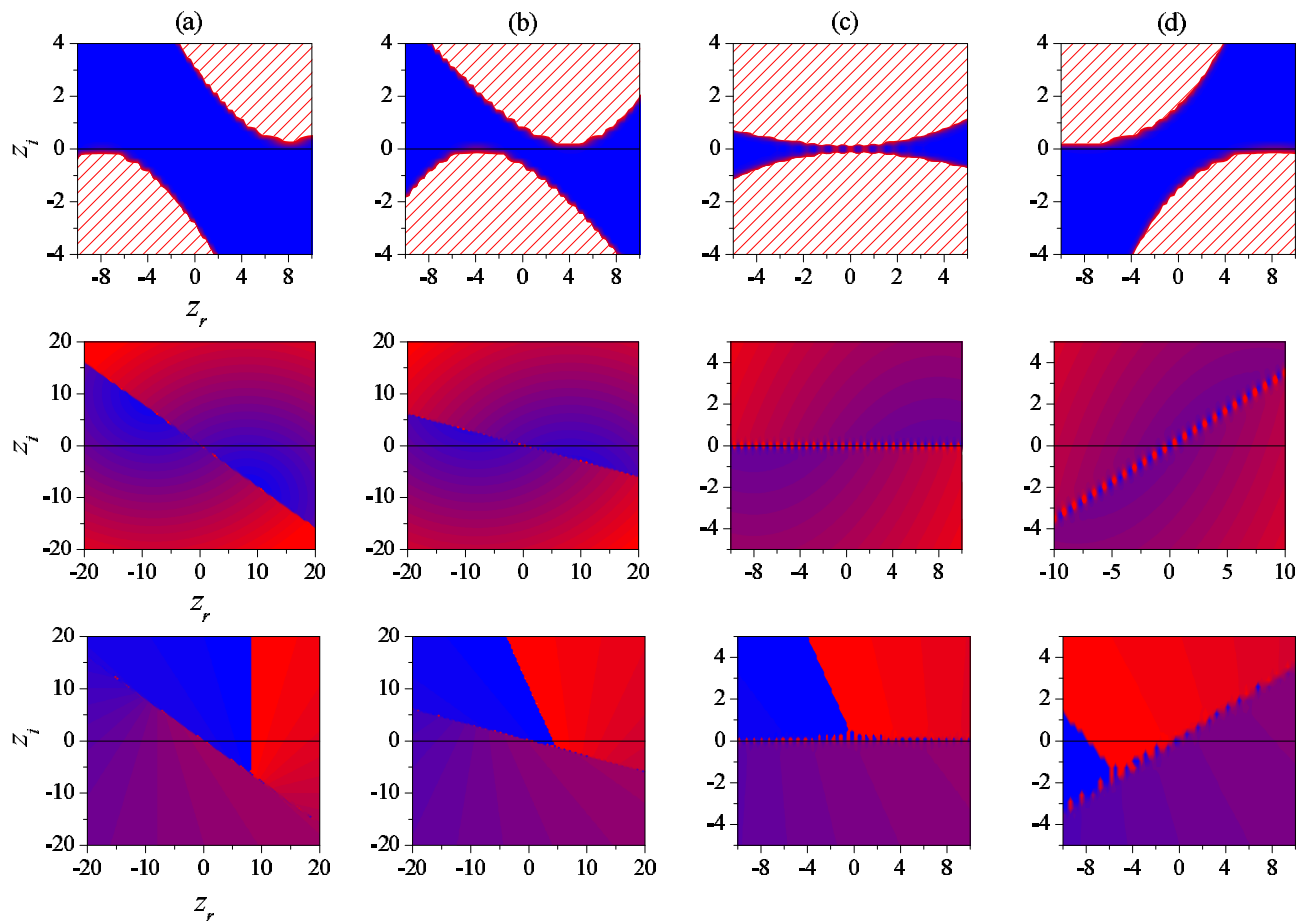 (a) (b) (c) (d)
4 4 4 4
2 2 2 2
z_i 0 0 0 0
-2 -2 -2 -2
-4 -4 -4 -4
-8 -4 0 4 8 -8 -4 0 4 8 -4 -2 0 2 4 -8 -4 0 4 8
z_r
20 20
10 10 4 4
2 2
z_i 0 0 0 0
-2 -2
-10 -10 -4 -4
-20 -20
-20 -10 0 10 20 -20 -10 0 10 20 -8 -4 0 4 8 -10 -5 0 5 10
z_r
20 20
10 10 4 4
2 2
z_i 0 0 0 0
-2 -2
-10 -10 -4 -4
-20 -20
-20 -10 0 10 20 -20 -10 0 10 20 -8 -4 0 4 8 -8 -4 0 4 8
z_r